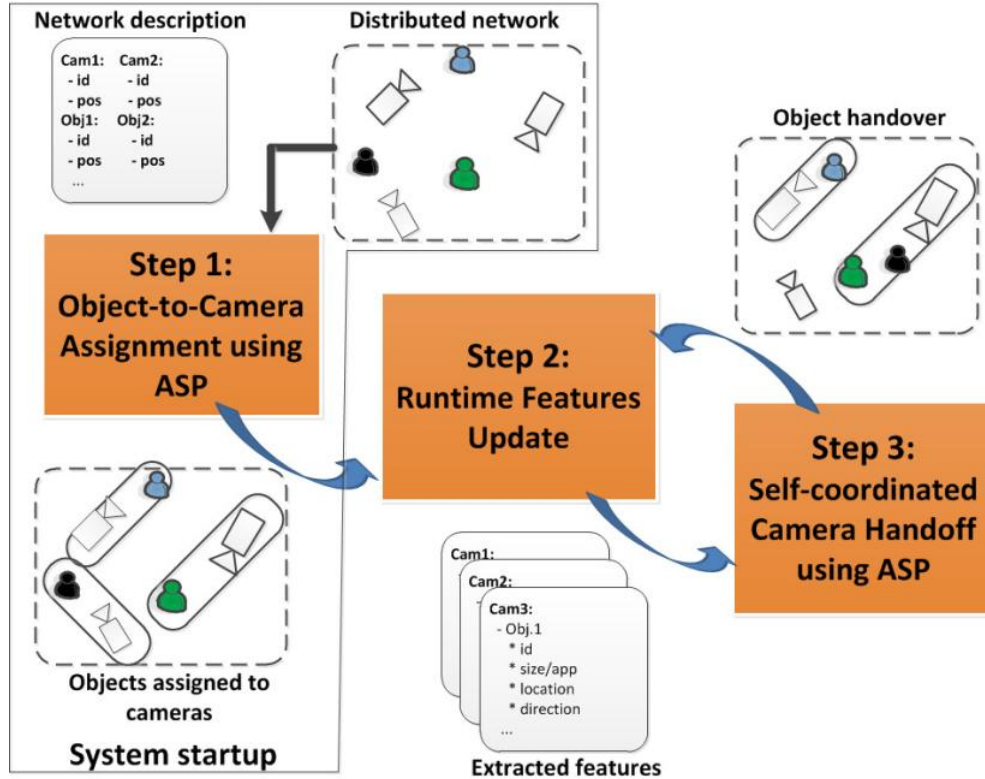 Network description
Cam1: Cam2:
- id - id
- pos - pos
Obj1: Obj2:
- id - id
- pos - pos
...
Distributed network
Object handover
Step 1:
Object-to-Camera
Assignment using
ASP
Step 2:
Runtime Features
Update
Step 3:
Self-coordinated
Camera Handoff
using ASP
Objects assigned to
cameras
System startup
Cam1:
Cam2:
Cam3:
- Obj.1
* id
* size/app
* location
* direction
...
Extracted features